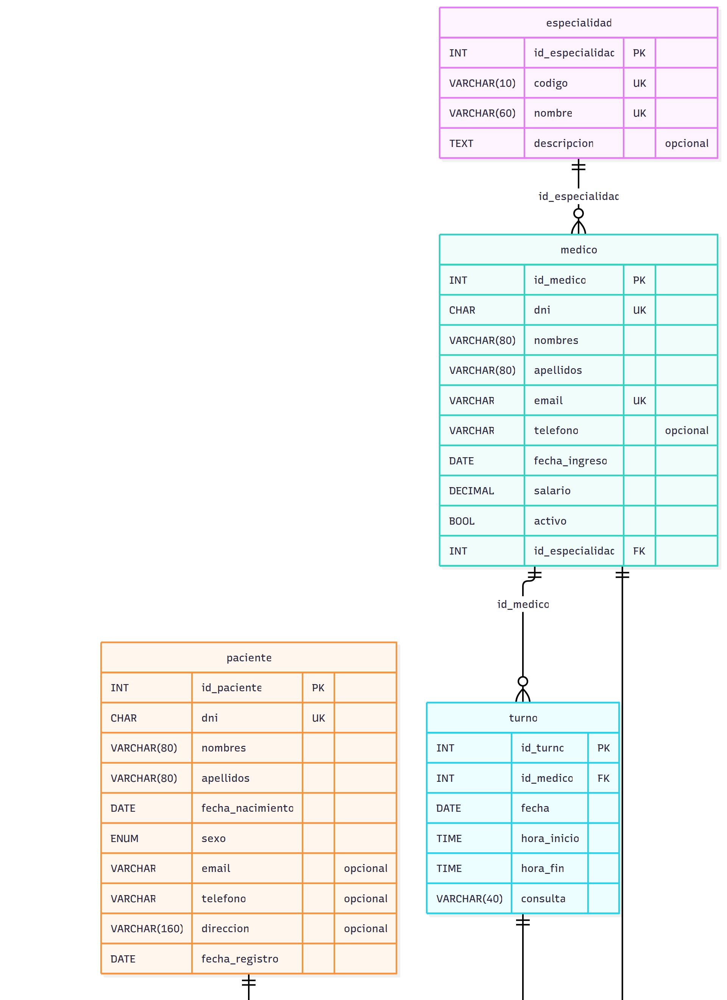 especialidad
INT id_especialidad PK
VARCHAR(10) codigo UK
VARCHAR(60) nombre UK
TEXT descripcion opcional
id_especialidad
medico
INT id_medico PK
CHAR dni UK
VARCHAR(80) nombres
VARCHAR(80) apellidos
VARCHAR email UK
VARCHAR telefono opcional
DATE fecha_ingreso
DECIMAL salario
BOOL activo
INT id_especialidad FK
id_medico
paciente
INT id_paciente PK
CHAR dni UK
VARCHAR(80) nombres
VARCHAR(80) apellidos
DATE fecha_nacimiento
ENUM sexo
VARCHAR email opcional
VARCHAR telefono opcional
VARCHAR(160) direccion opcional
DATE fecha_registro
turno
INT id_turno PK
INT id_medico FK
DATE fecha
TIME hora_inicio
TIME hora_fin
VARCHAR(40) consulta